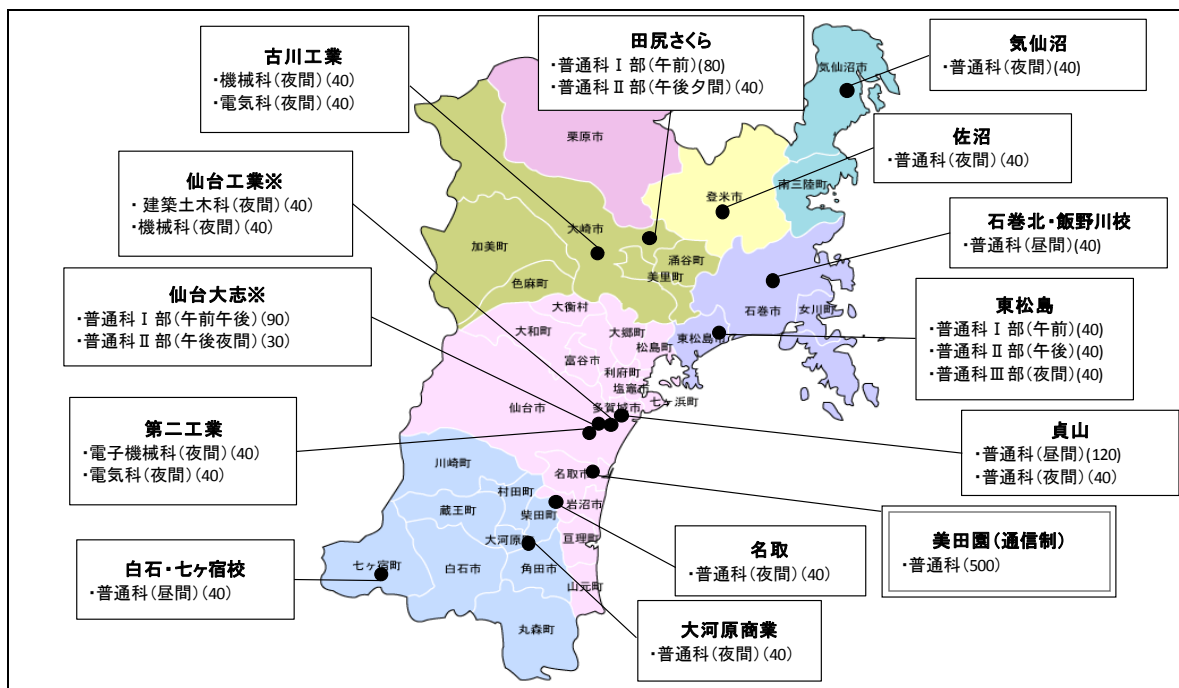 古川工業
・機械科（夜間）（40）
・電気科（夜間）（40）
田尻さくら
・普通科Ⅰ部（午前）(80)
・普通科Ⅱ部（午後夕間）（40）
気仙沼
・普通科（夜間）（40）
佐沼
・普通科（夜間）（40）
仙台工業※
・ 建築土木科（夜間）（40）
・機械科（夜間）（40）
石巻北・飯野川校
・普通科（昼間）(40)
仙台大志※
・普通科Ⅰ部（午前午後）（90）
・普通科Ⅱ部（午後夜間）（30）
東松島
・普通科Ⅰ部（午前）（40）
・普通科Ⅱ部（午後）（40）
・普通科Ⅲ部（夜間）（40）
第二工業
・電子機械科（夜間）（40）
・電気科（夜間）（40）
貞山
・普通科（昼間）(120)
・普通科（夜間）（40）
美田園（通信制）
・普通科（500）
名取
・普通科（夜間）（40）
白石・七ヶ宿校
・普通科（昼間）（40）
大河原商業
・普通科（夜間）（40）
気仙沼市
栗原市
南三陸町
登米市
大崎市
加美町
涌谷町
美里町
色麻町
大衡村
石巻市
女川町
大和町
大郷町
東松島市
松島町
富谷市
利府町
塩竈市
七ヶ浜町
仙台市
多賀城市
川崎町
名取市
村田町
岩沼市
蔵王町
柴田町
大河原町
亘理町
七ヶ宿町
白石市
角田市
山元町
丸森町